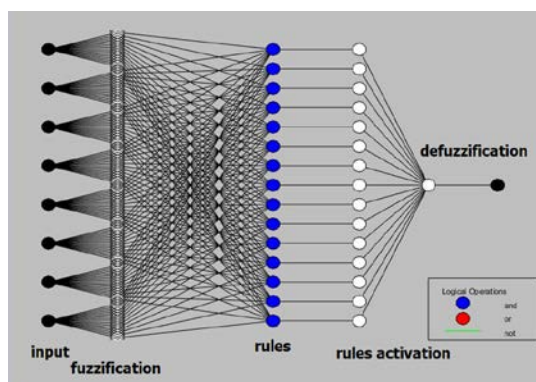 defuzzification
Logical Operations
and
or
not
input
fuzzification
rules
rules activation